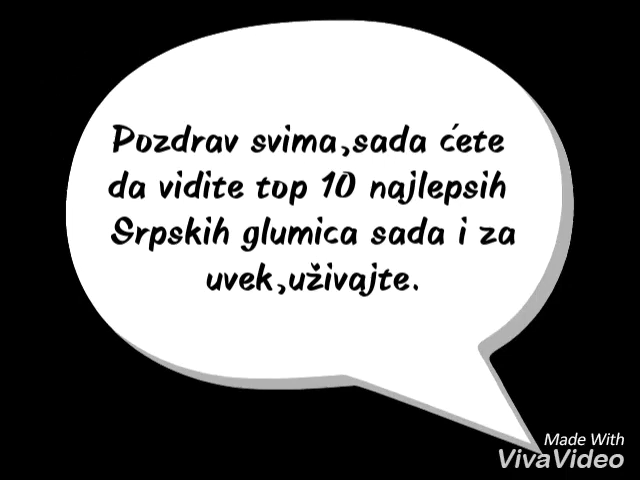 Pozdrav svima,sada ćete
da vidite top 10 najlepsih
Srpskih glumica sada i za
uvek,uživajte.
Made With
VivaVideo